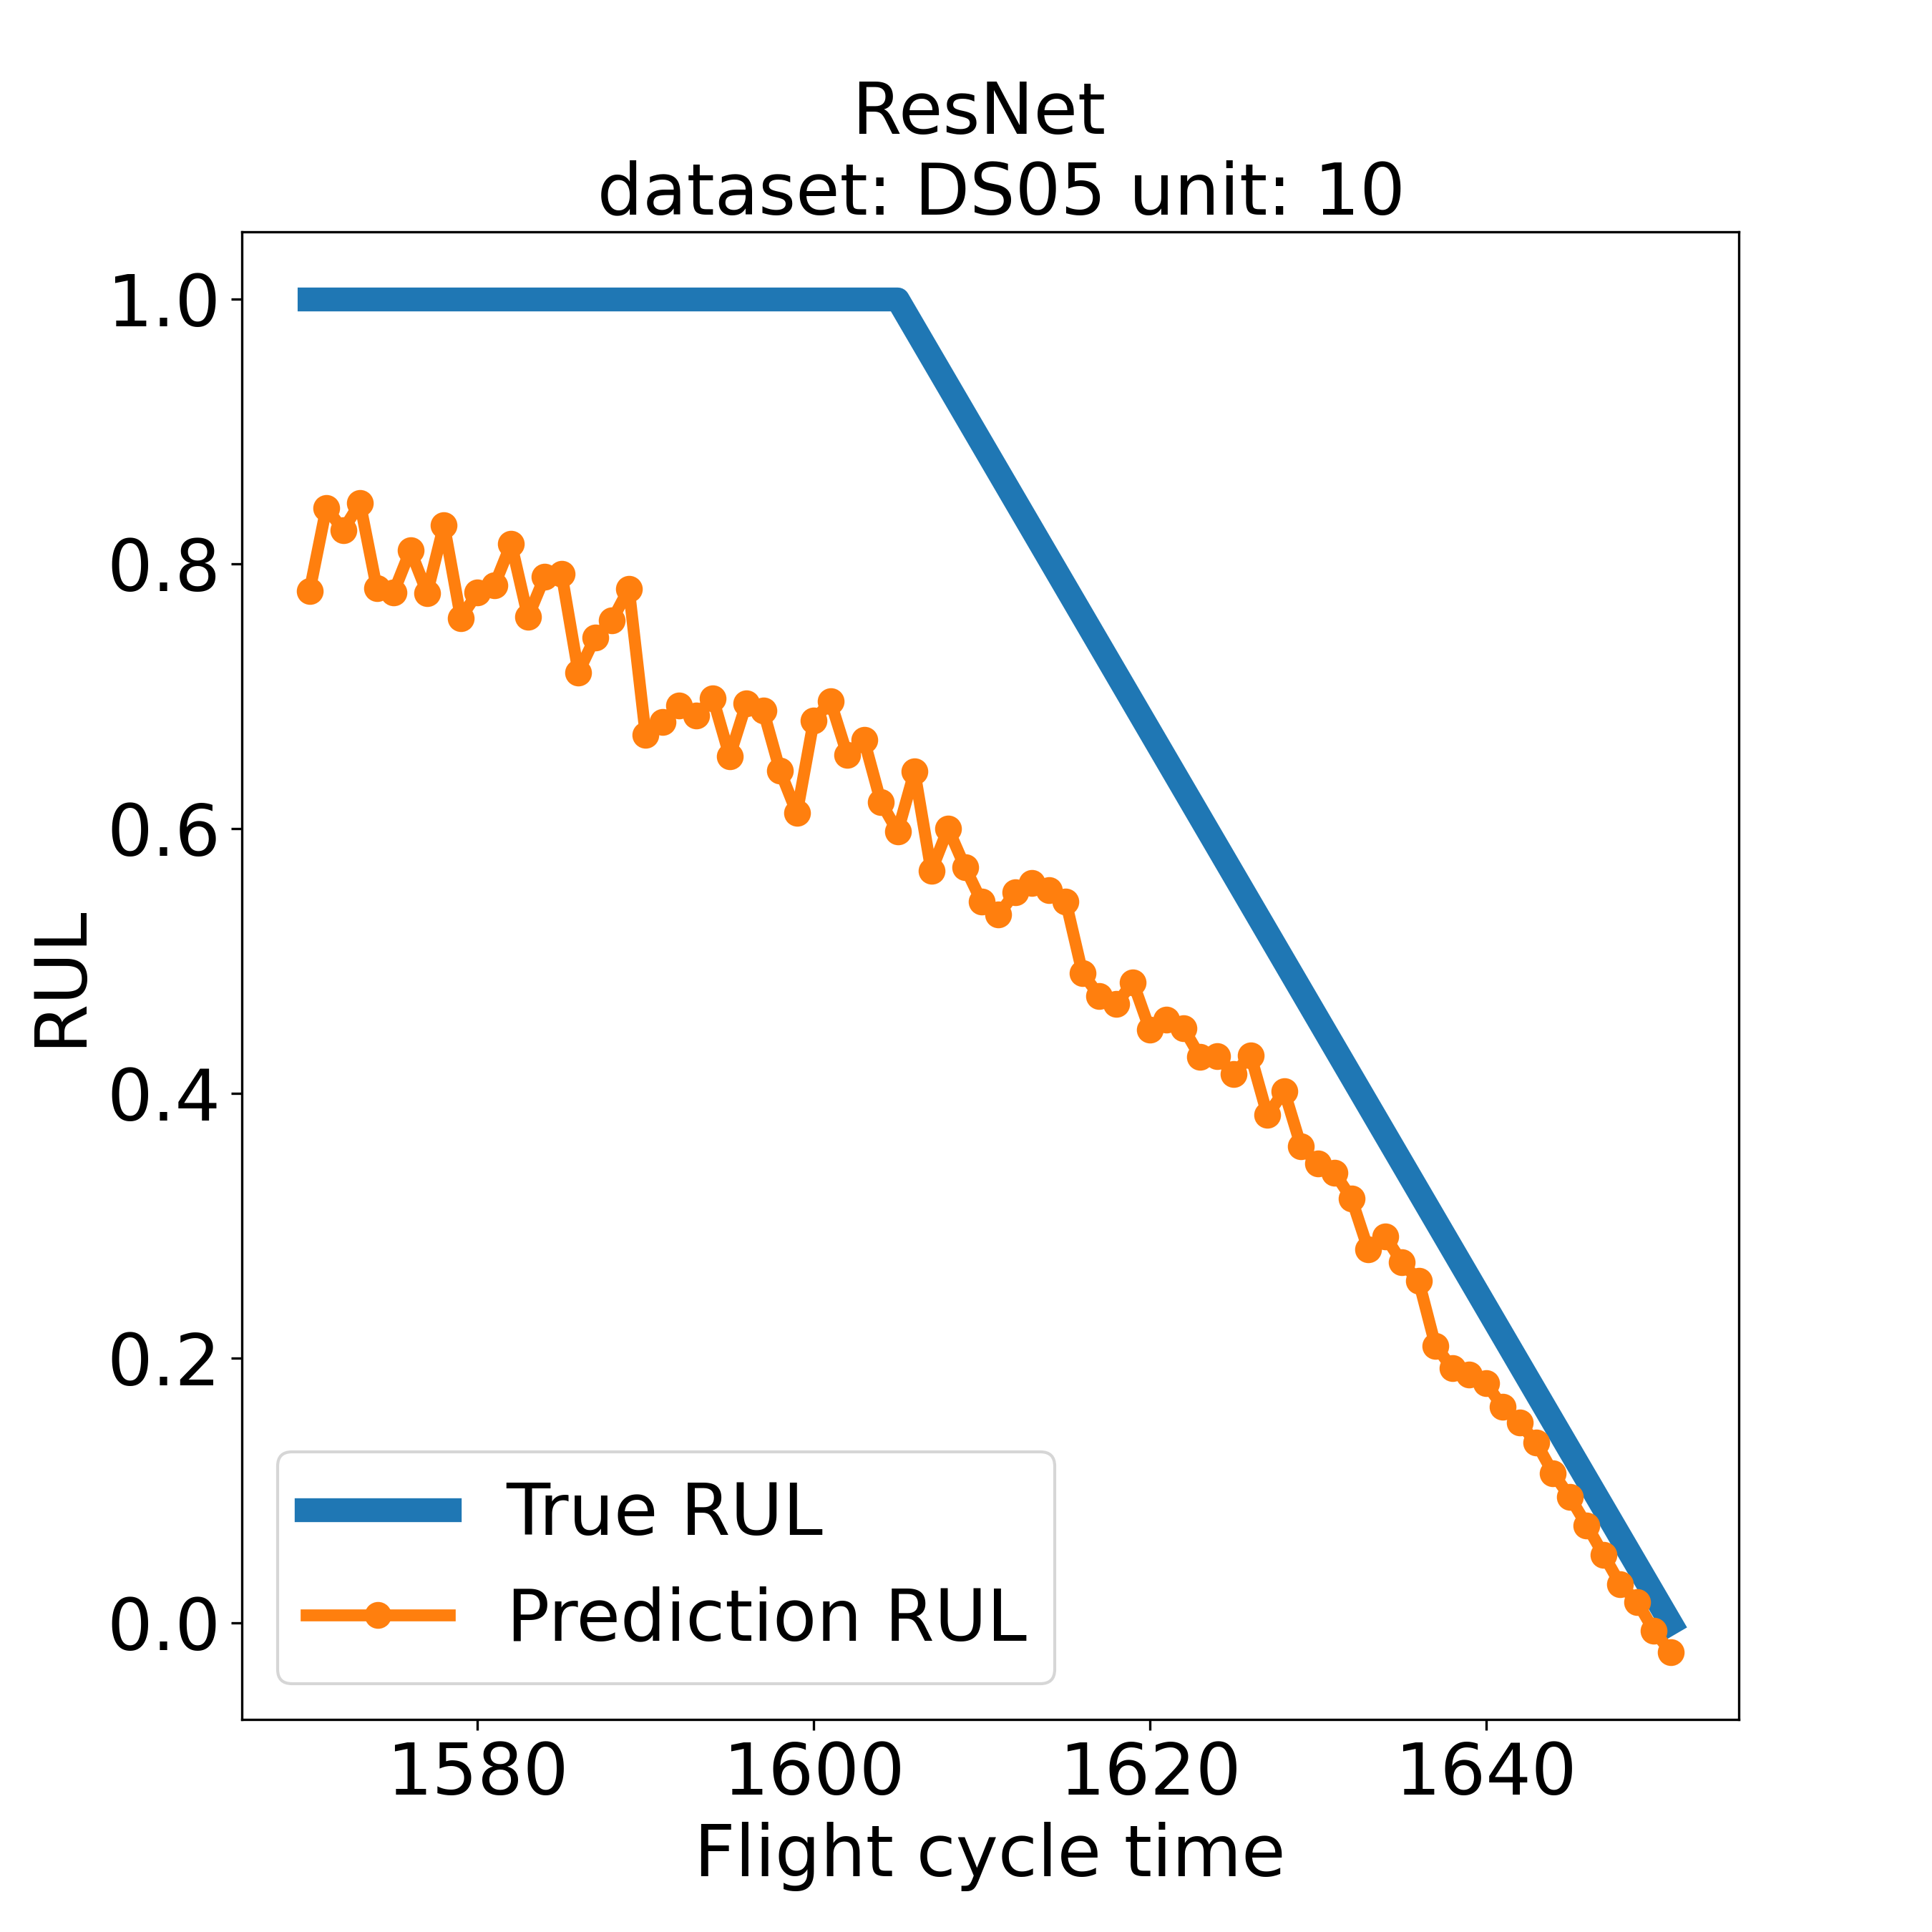 ResNet
dataset: DS05 unit: 10
1.0
0.8
0.6
0.4
0.2
0.0
RUL
True RUL
Prediction RUL
1580 1600 1620 1640
Flight cycle time